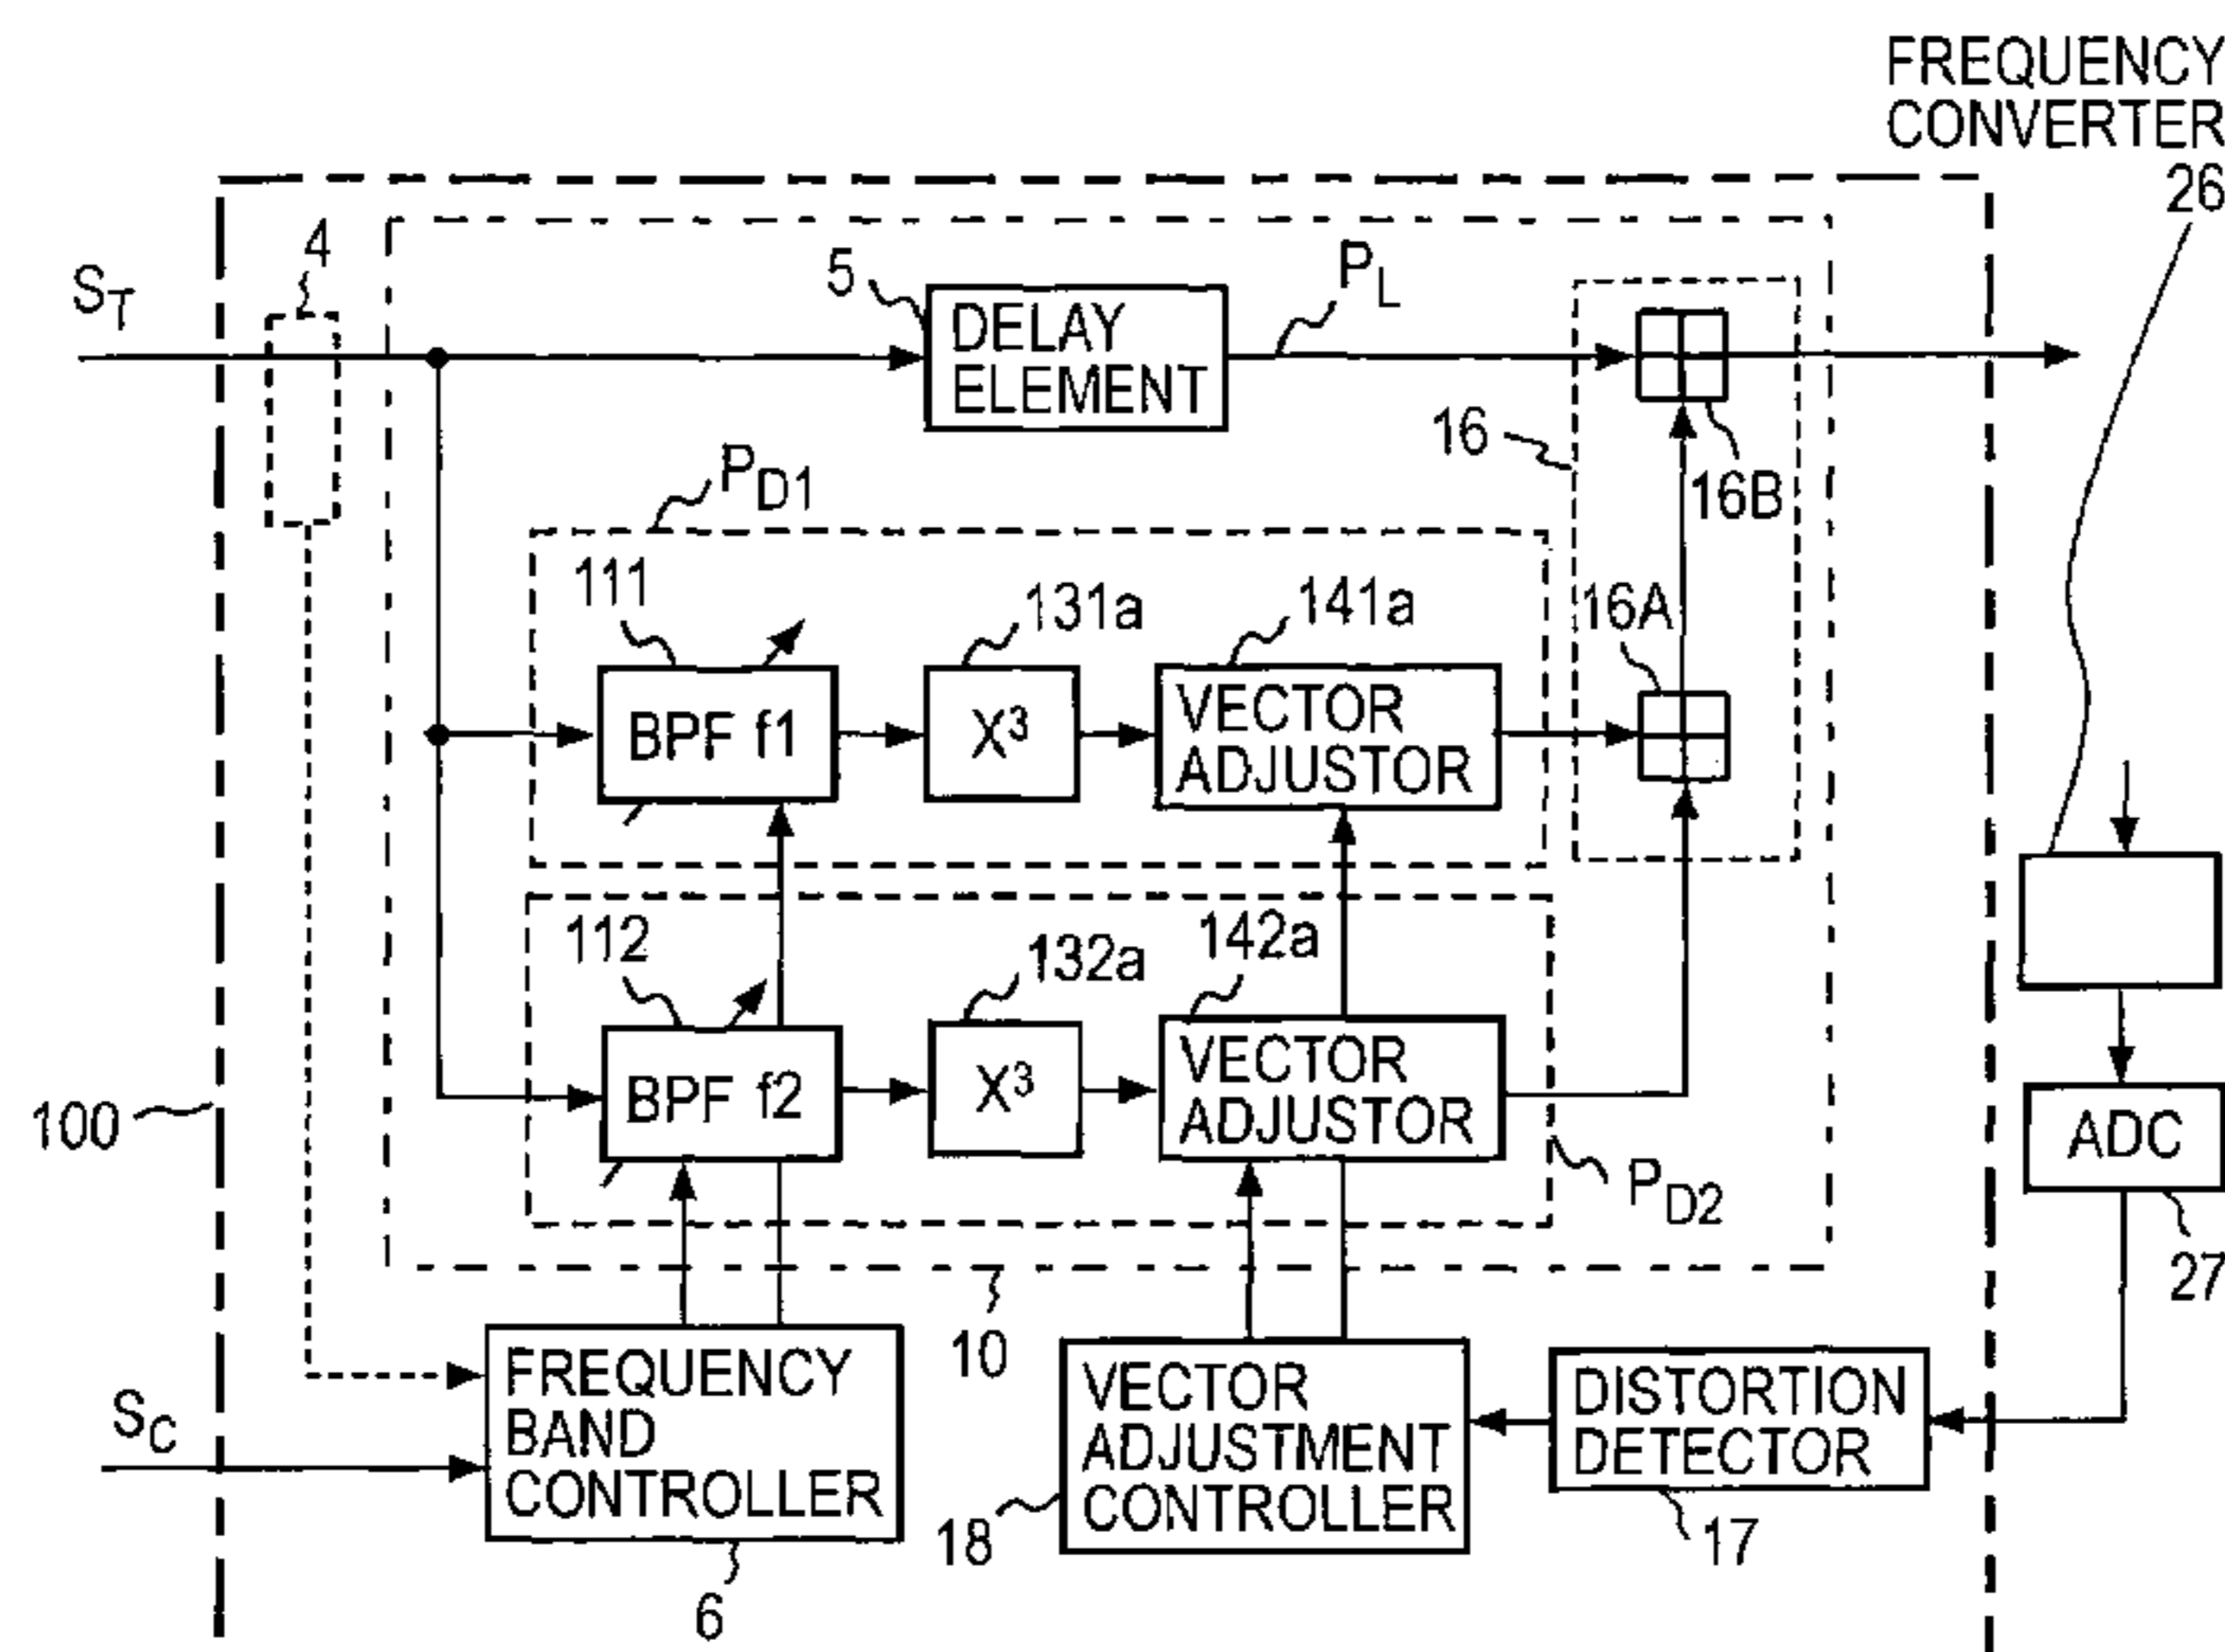 FREQUENCY
CONVERTER
26
S_T
4
5
DELAY
ELEMENT
P_L
16
16B
P_D1
111
131a
141a
16A
BPF f1
X³
VECTOR
ADJUSTOR
112
132a
142a
BPF f2
X³
VECTOR
ADJUSTOR
P_D2
100
ADC
27
10
S_C
FREQUENCY
BAND
CONTROLLER
6
VECTOR
ADJUSTMENT
CONTROLLER
18
DISTORTION
DETECTOR
17